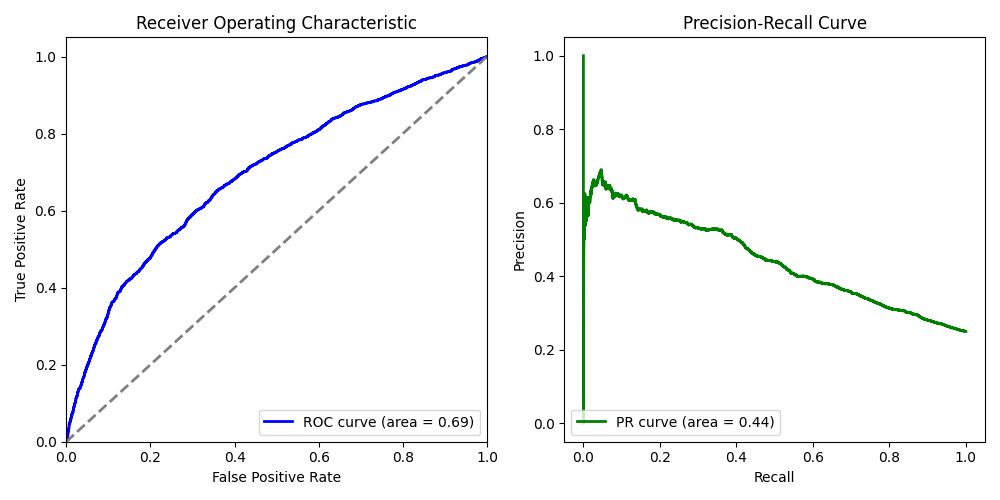 Receiver Operating Characteristic
True Positive Rate
1.0
0.8
0.6
0.4
0.2
0.0
ROC curve (area = 0.69)
0.0 0.2 0.4 0.6 0.8 1.0
False Positive Rate
Precision-Recall Curve
Precision
1.0
0.8
0.6
0.4
0.2
0.0
PR curve (area = 0.44)
0.0 0.2 0.4 0.6 0.8 1.0
Recall